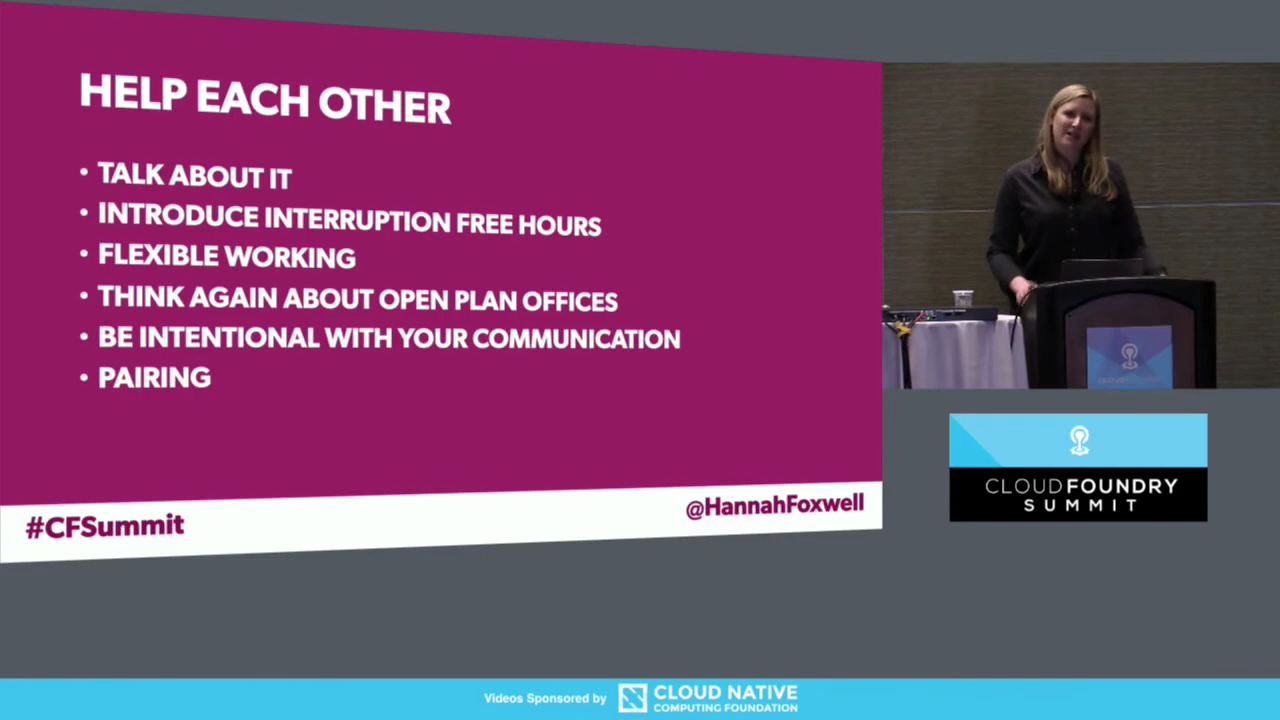 HELP EACH OTHER
• TALK ABOUT IT
• INTRODUCE INTERRUPTION FREE HOURS
• FLEXIBLE WORKING
• THINK AGAIN ABOUT OPEN PLAN OFFICES
• BE INTENTIONAL WITH YOUR COMMUNICATION
• PAIRING
#CFSummit
@HannahFoxwell
CLOUD FOUNDRY
SUMMIT
Videos Sponsored by
CLOUD NATIVE
COMPUTING FOUNDATION